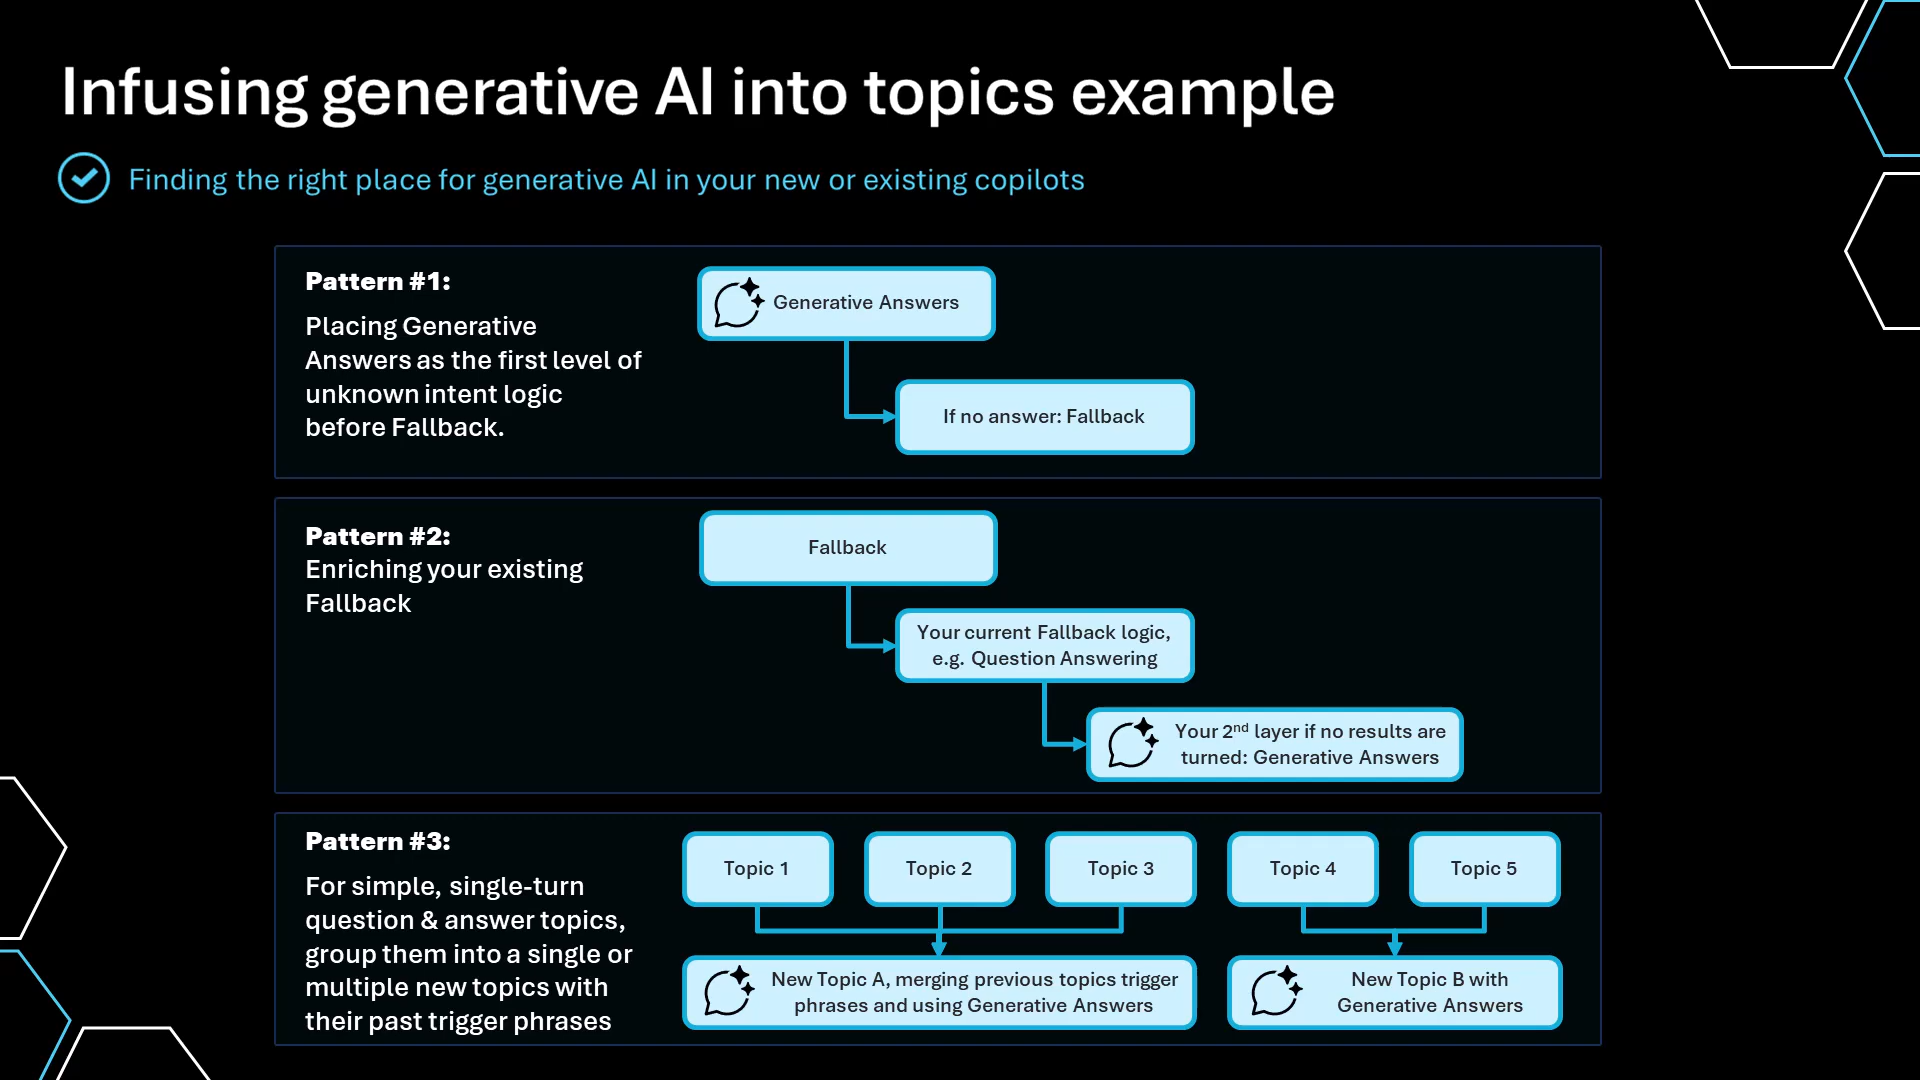 Infusing generative AI into topics example
Finding the right place for generative AI in your new or existing copilots
Pattern #1:
Placing Generative
Answers as the first level of
unknown intent logic
before Fallback.
Generative Answers
If no answer: Fallback
Pattern #2:
Enriching your existing
Fallback
Fallback
Your current Fallback logic,
e.g. Question Answering
Your 2nd layer if no results are
turned: Generative Answers
Pattern #3:
For simple, single-turn
question & answer topics,
group them into a single or
multiple new topics with
their past trigger phrases
Topic 1
Topic 2
Topic 3
Topic 4
Topic 5
New Topic A, merging previous topics trigger
phrases and using Generative Answers
New Topic B with
Generative Answers